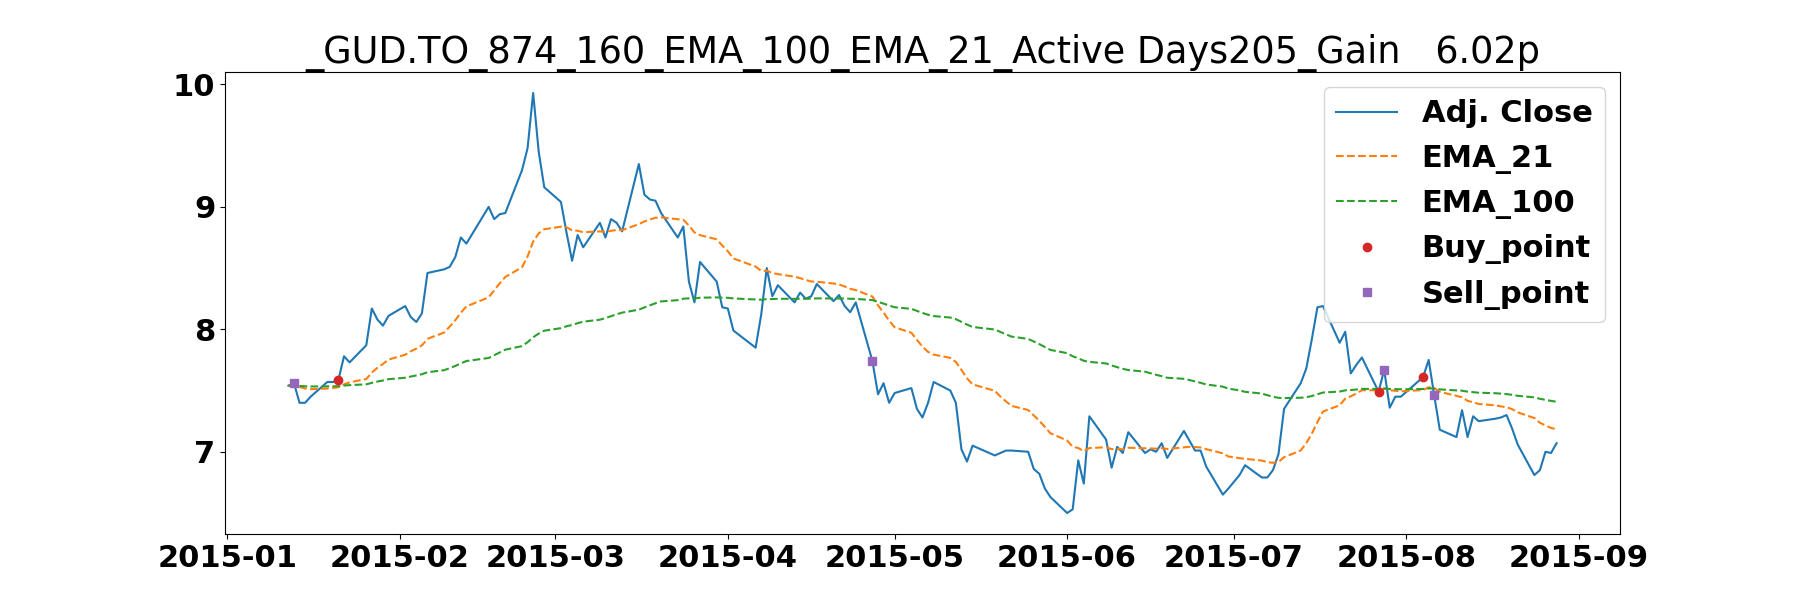 _GUD.TO_874_160_EMA_100_EMA_21_Active Days205_Gain   6.02p
10
9
8
7
Adj. Close
EMA_21
EMA_100
Buy_point
Sell_point
2015-01 2015-02 2015-03 2015-04 2015-05 2015-06 2015-07 2015-08 2015-09